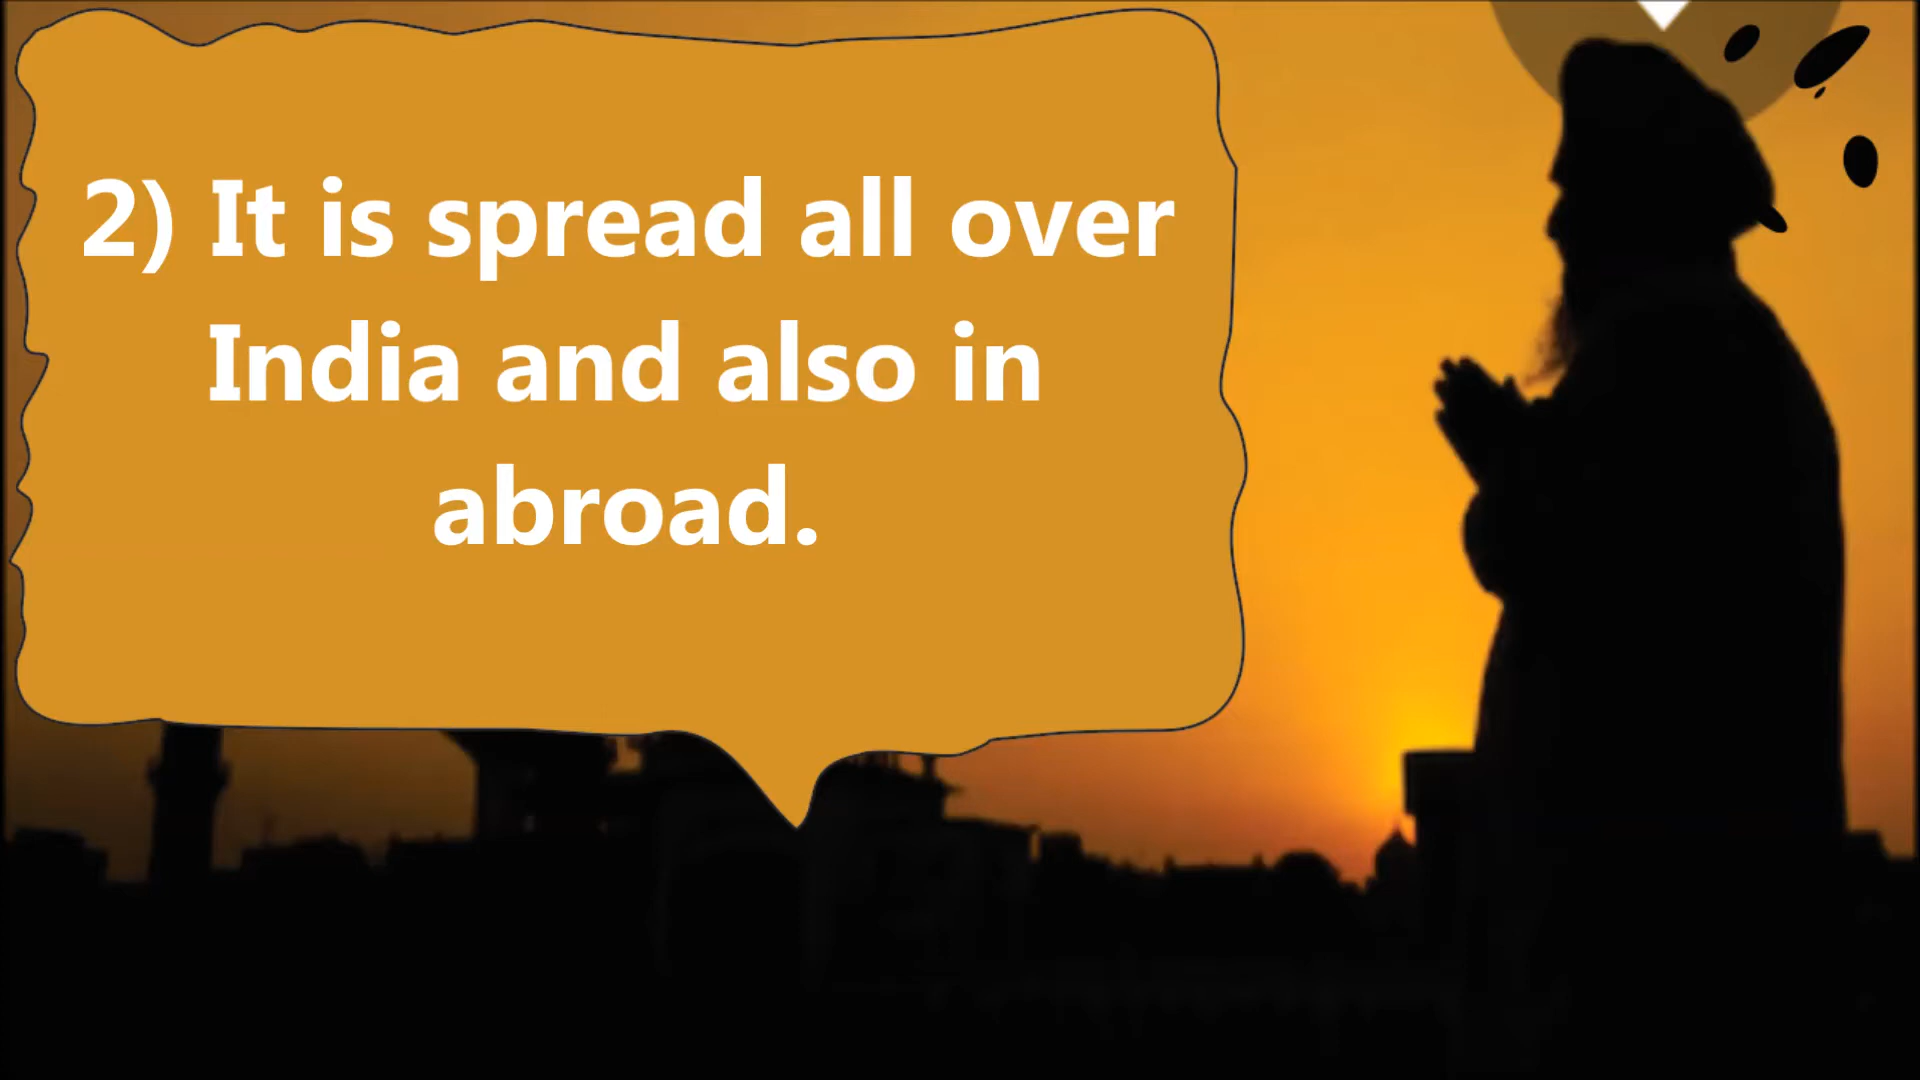 2) It is spread all over
India and also in
abroad.